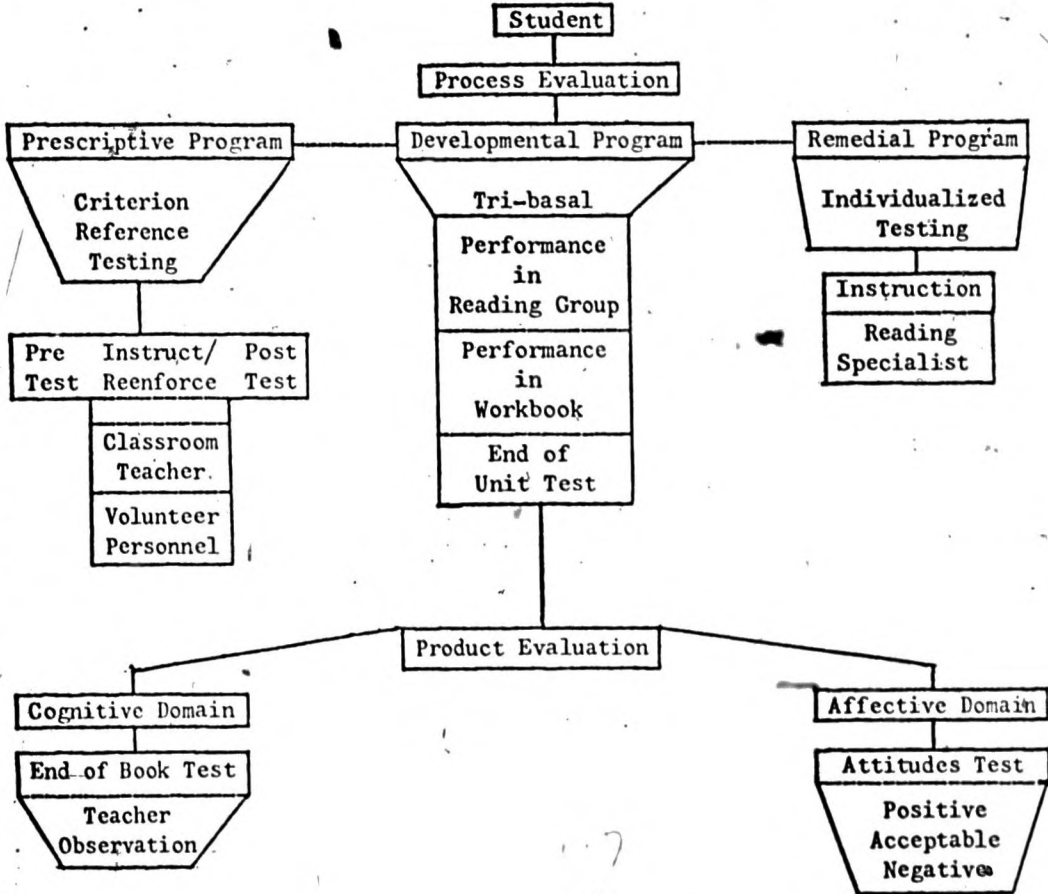 Student
Process Evaluation
Prescriptive Program
Developmental Program
Remedial Program
Criterion
Reference
Testing
Tri-basal
Individualized
Testing
Performance
in
Reading Group
Instruction
Reading
Specialist
Pre Instruct/ Post
Test Reenforce Test
Performance
in
Workbook
Classroom
Teacher
End of
Unit Test
Volunteer
Personnel
Product Evaluation
Cognitive Domain
Affective Domain
End of Book Test
Attitudes Test
Teacher
Observation
Positive
Acceptable
Negative